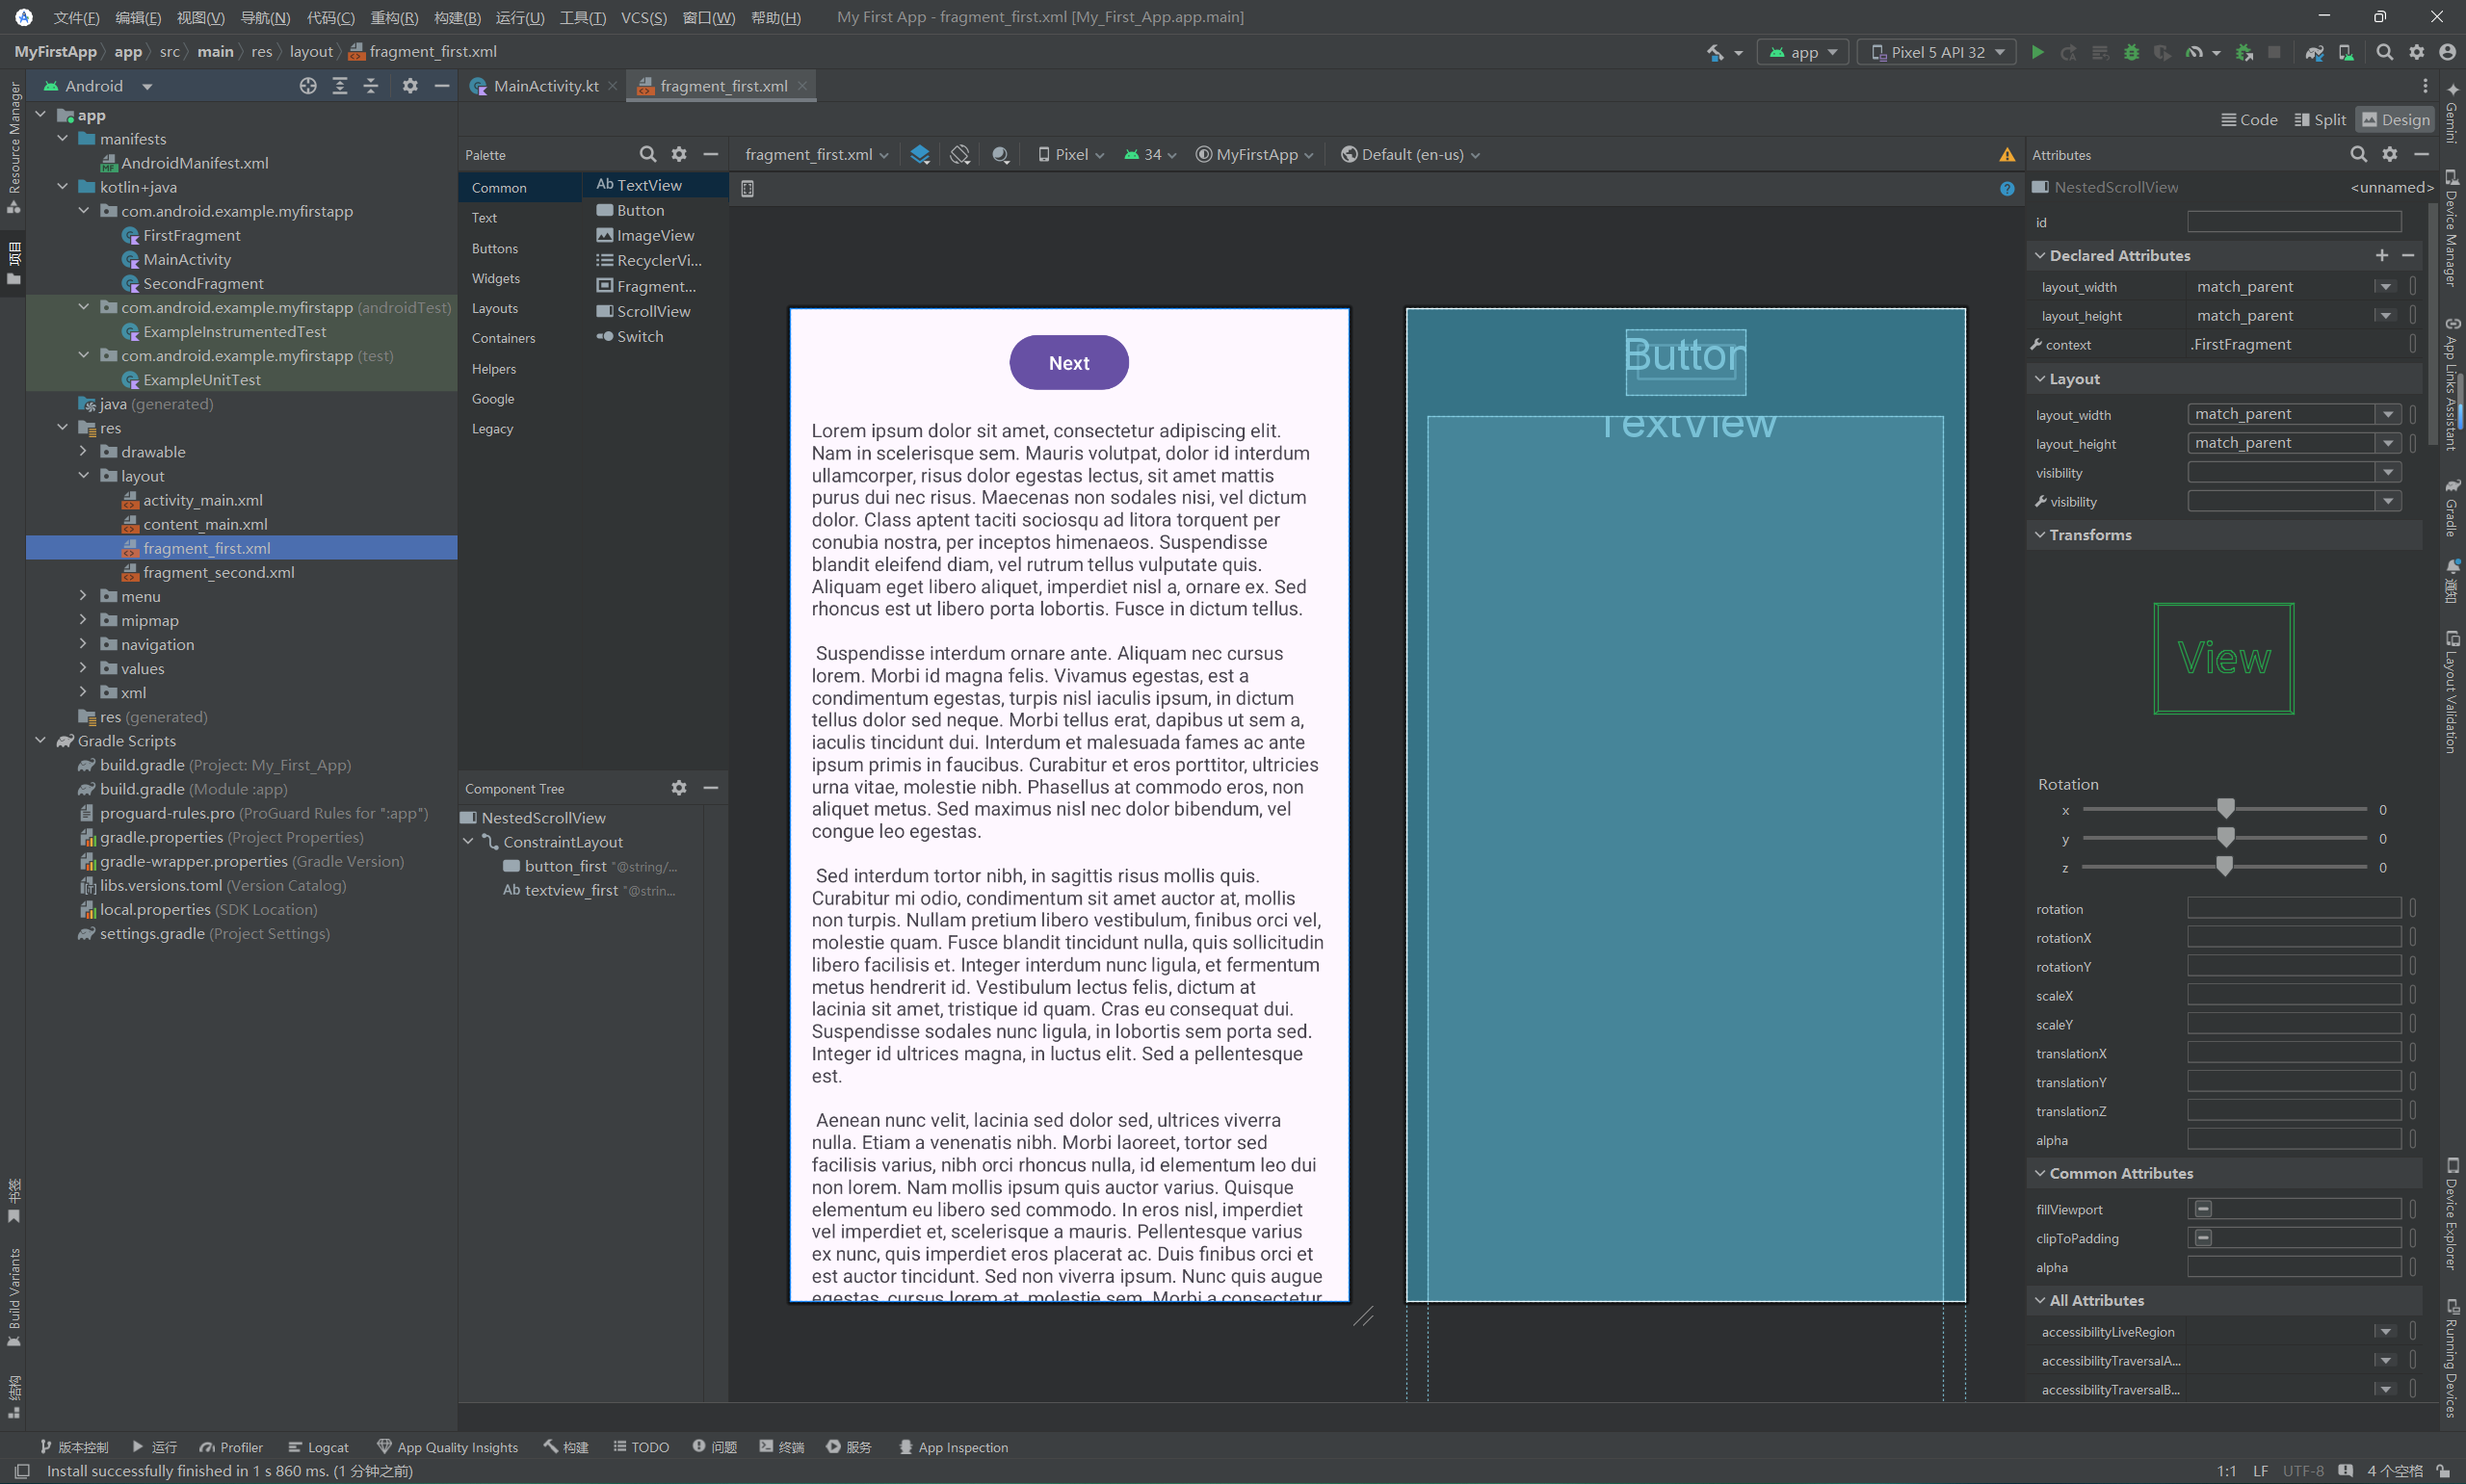 文件(F) 编辑(E) 视图(V) 导航(N) 代码(C) 重构(R) 构建(B) 运行(U) 工具(T) VCS(S) 窗口(W) 帮助(H) My First App - fragment_first.xml [My_First_App.app.main]
MyFirstApp app src main res layout fragment_first.xml
app Pixel 5 API 32
Resource Manager
项目
书签
Build Variants
结构
Android
app
manifests
AndroidManifest.xml
kotlin+java
com.android.example.myfirstapp
FirstFragment
MainActivity
SecondFragment
com.android.example.myfirstapp (androidTest)
ExampleInstrumentedTest
com.android.example.myfirstapp (test)
ExampleUnitTest
java (generated)
res
drawable
layout
activity_main.xml
content_main.xml
fragment_first.xml
fragment_second.xml
menu
mipmap
navigation
values
xml
res (generated)
Gradle Scripts
build.gradle (Project: My_First_App)
build.gradle (Module :app)
proguard-rules.pro (ProGuard Rules for ":app")
gradle.properties (Project Properties)
gradle-wrapper.properties (Gradle Version)
libs.versions.toml (Version Catalog)
local.properties (SDK Location)
settings.gradle (Project Settings)
MainActivity.kt fragment_first.xml
Code Split Design
Palette
Common
Text
Buttons
Widgets
Layouts
Containers
Helpers
Google
Legacy
Ab TextView
Button
ImageView
RecyclerVi...
Fragment...
ScrollView
Switch
Component Tree
NestedScrollView
ConstraintLayout
button_first "@string/...
Ab textview_first "@strin...
fragment_first.xml Pixel 34 MyFirstApp Default (en-us)
Next
Lorem ipsum dolor sit amet, consectetur adipiscing elit.
Nam in scelerisque sem. Mauris volutpat, dolor id interdum
ullamcorper, risus dolor egestas lectus, sit amet mattis
purus dui nec risus. Maecenas non sodales nisi, vel dictum
dolor. Class aptent taciti sociosqu ad litora torquent per
conubia nostra, per inceptos himenaeos. Suspendisse
blandit eleifend diam, vel rutrum tellus vulputate quis.
Aliquam eget libero aliquet, imperdiet nisl a, ornare ex. Sed
rhoncus est ut libero porta lobortis. Fusce in dictum tellus.
Suspendisse interdum ornare ante. Aliquam nec cursus
lorem. Morbi id magna felis. Vivamus egestas, est a
condimentum egestas, turpis nisl iaculis ipsum, in dictum
tellus dolor sed neque. Morbi tellus erat, dapibus ut sem a,
iaculis tincidunt dui. Interdum et malesuada fames ac ante
ipsum primis in faucibus. Curabitur et eros porttitor, ultricies
urna vitae, molestie nibh. Phasellus at commodo eros, non
aliquet metus. Sed maximus nisl nec dolor bibendum, vel
congue leo egestas.
Sed interdum tortor nibh, in sagittis risus mollis quis.
Curabitur mi odio, condimentum sit amet auctor at, mollis
non turpis. Nullam pretium libero vestibulum, finibus orci vel,
molestie quam. Fusce blandit tincidunt nulla, quis sollicitudin
libero facilisis et. Integer interdum nunc ligula, et fermentum
metus hendrerit id. Vestibulum lectus felis, dictum at
lacinia sit amet, tristique id quam. Cras eu consequat dui.
Suspendisse sodales nunc ligula, in lobortis sem porta sed.
Integer id ultrices magna, in luctus elit. Sed a pellentesque
est.
Aenean nunc velit, lacinia sed dolor sed, ultrices viverra
nulla. Etiam a venenatis nibh. Morbi laoreet, tortor sed
facilisis varius, nibh orci rhoncus nulla, id elementum leo dui
non lorem. Nam mollis ipsum quis auctor varius. Quisque
elementum eu libero sed commodo. In eros nisl, imperdiet
vel imperdiet et, scelerisque a mauris. Pellentesque varius
ex nunc, quis imperdiet eros placerat ac. Duis finibus orci et
est auctor tincidunt. Sed non viverra ipsum. Nunc quis augue
egestas, cursus lorem at, molestie sem. Morbi a consectetur
Button
TextView
Attributes
NestedScrollView <unnamed>
id
Declared Attributes
layout_width match_parent
layout_height match_parent
context .FirstFragment
Layout
layout_width match_parent
layout_height match_parent
visibility
visibility
Transforms
View
Rotation
x 0
y 0
z 0
rotation
rotationX
rotationY
scaleX
scaleY
translationX
translationY
translationZ
alpha
Common Attributes
fillViewport
clipToPadding
alpha
All Attributes
accessibilityLiveRegion
accessibilityTraversalA...
accessibilityTraversalB...
Gemini
Device Manager
App Links Assistant
Gradle
通知
Layout Validation
Device Explorer
Running Devices
版本控制 运行 Profiler Logcat App Quality Insights 构建 TODO 问题 终端 服务 App Inspection
Install successfully finished in 1 s 860 ms. (1 分钟之前) 1:1 LF UTF-8 4 个空格